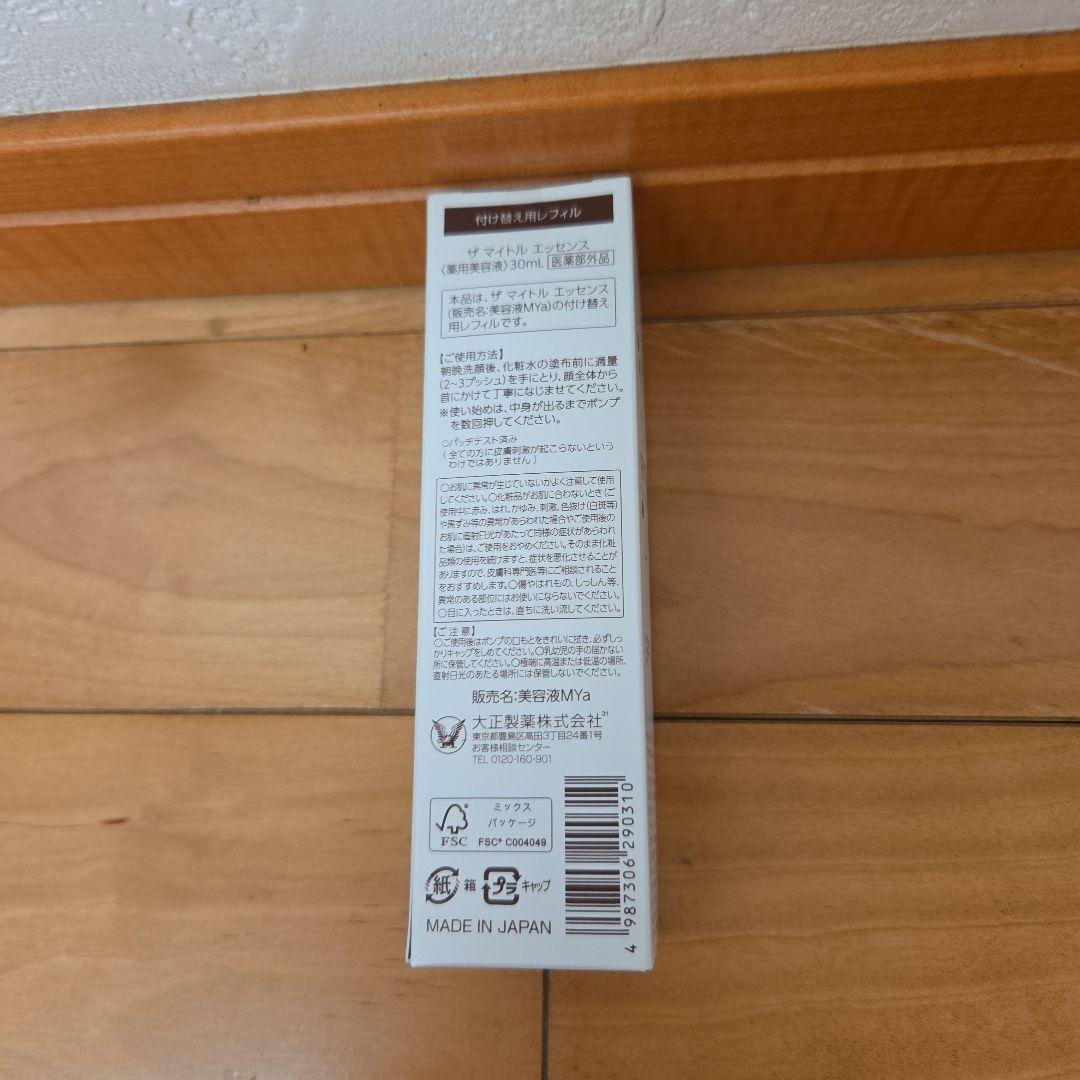 付け替え用レフィル
ザ マイトル エッセンス
〈薬用美容液〉30mL 医薬部外品
本品は、ザ マイトル エッセンス
(販売名:美容液MYa)の付け替え
用レフィルです。
【ご使用方法】
朝晩洗顔後、化粧水の塗布前に適量
(2~3プッシュ)を手にとり、顔全体から
首にかけて丁寧になじませてください。
※使い始めは、中身が出るまでポンプ
を数回押してください。
○パッチテスト済み
(全ての方に皮膚刺激が起こらないという
わけではありません)
○お肌に異常が生じていないかよく注意して使用
してください。○化粧品がお肌に合わないとき(ご
使用中に赤み、はれ、かゆみ、刺激、色抜け(白斑等)
や黒ずみ等の異常があらわれた場合やご使用後の
お肌に直射日光があたって同様の症状があらわれ
た場合)は、ご使用をおやめください。そのまま化粧
品類の使用を続けますと、症状を悪化させることが
ありますので、皮膚科専門医等にご相談されること
をおすすめします。○傷やはれもの、しっしん等、
異常のある部位にはお使いにならないでください。
○目に入ったときは、直ちに洗い流してください。
【ご注意】
○ご使用後はポンプの口もとをきれいに拭き、必ずしっ
かりキャップをしめてください。○乳幼児の手の届かない
所に保管してください。○極端に高温または低温の場所、
直射日光のあたる場所には保管しないでください。
販売名:美容液MYa
大正製薬株式会社 31
東京都豊島区高田3丁目24番1号
お客様相談センター
TEL 0120-160-901
ミックス
パッケージ
FSC FSC® C004049
紙 箱 プラ キャップ
MADE IN JAPAN
4 987306 290310